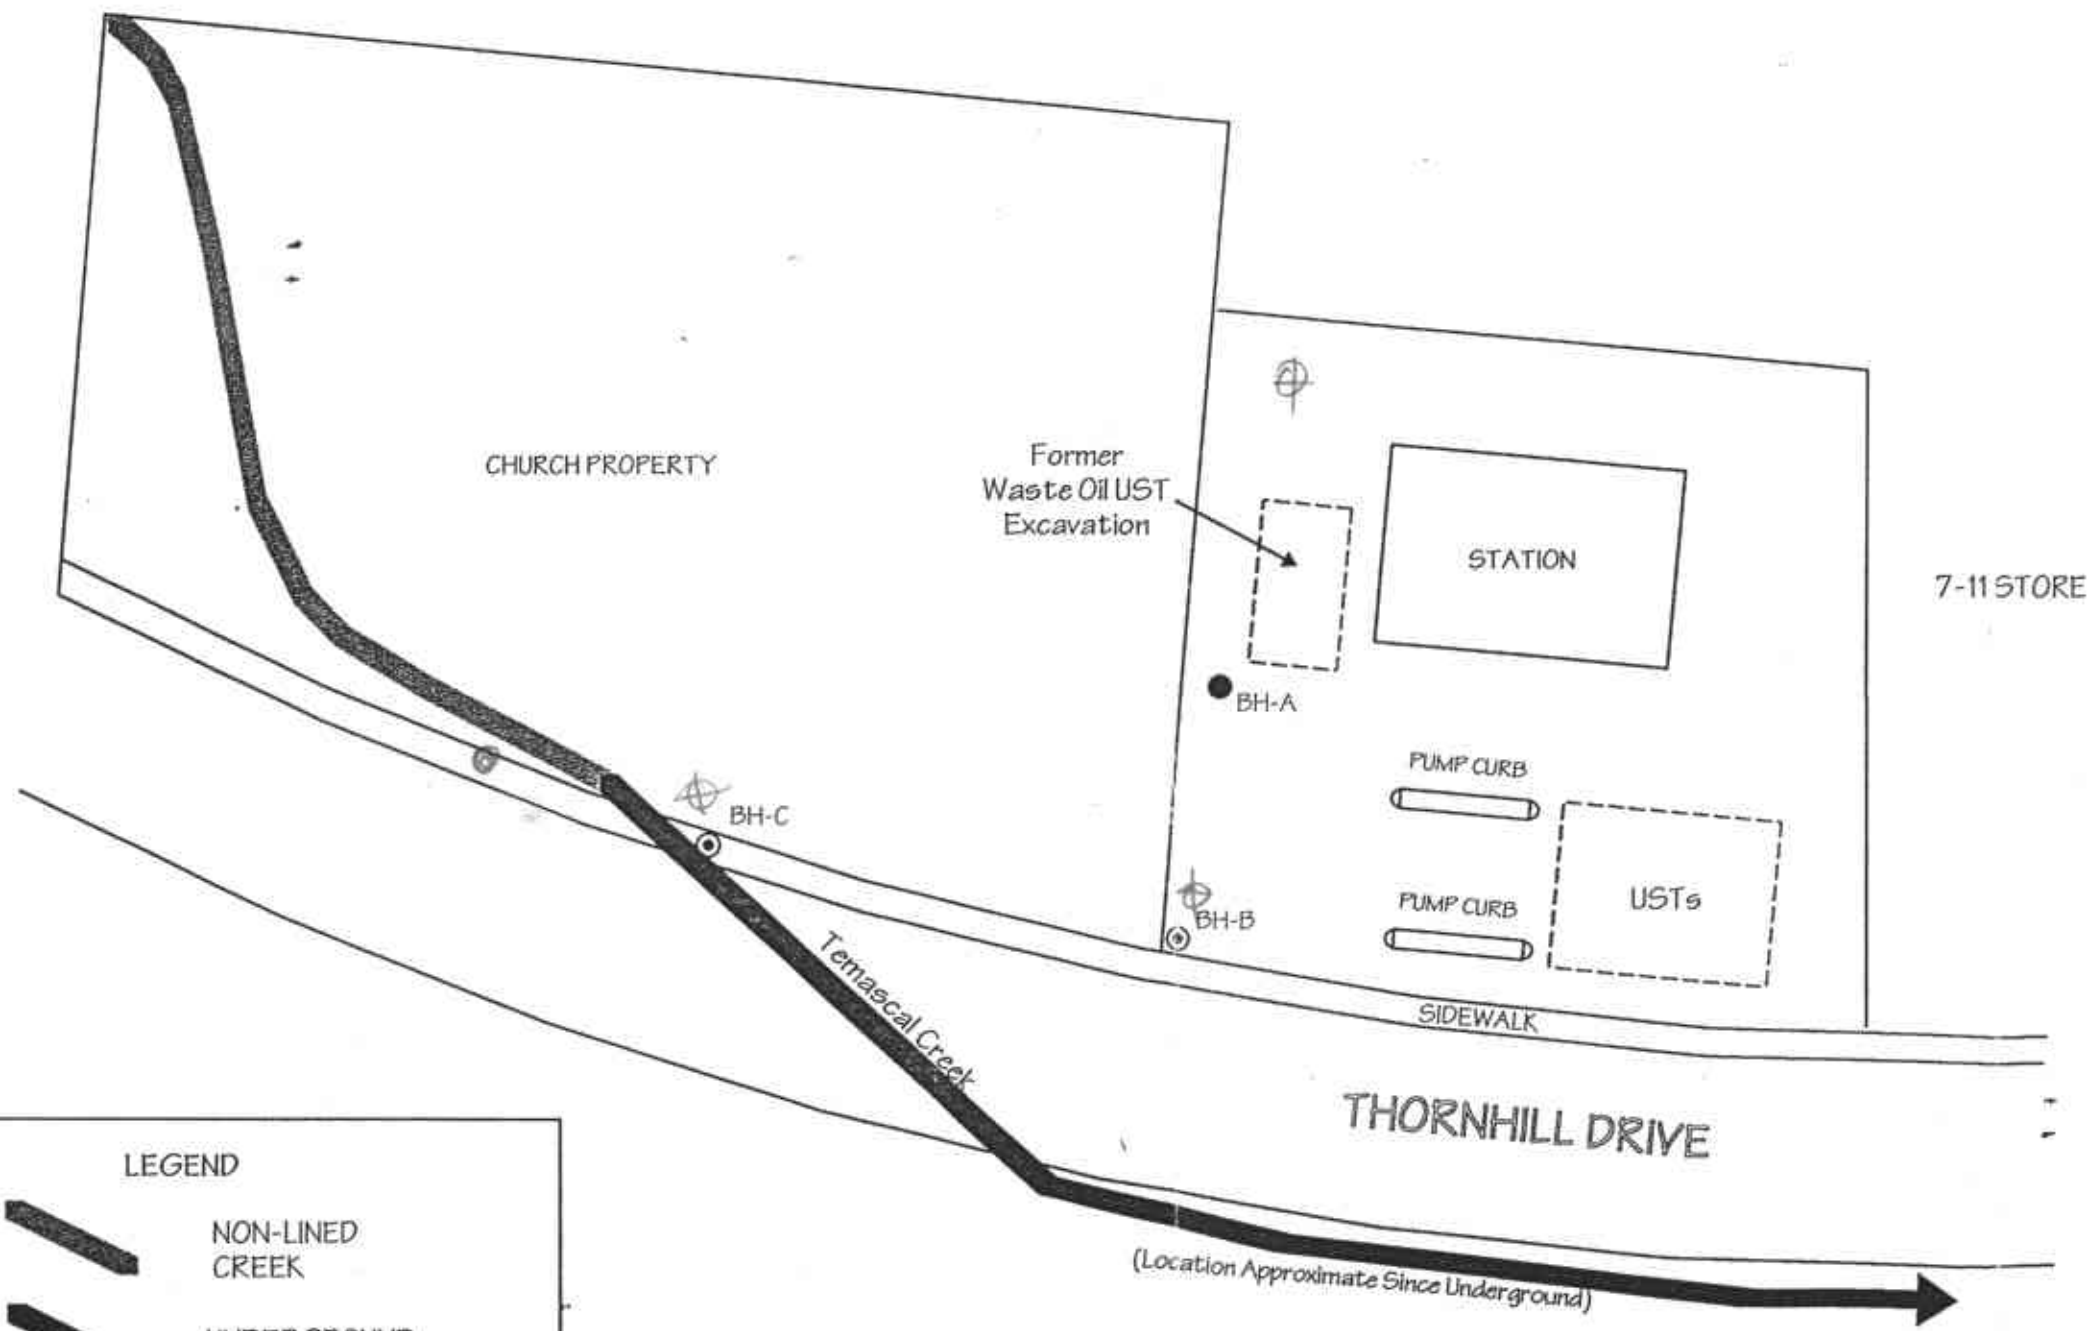 CHURCH PROPERTY
Former
Waste Oil UST
Excavation
STATION
7-11 STORE
BH-A
PUMP CURB
BH-C
PUMP CURB
USTs
BH-B
Temascal Creek
SIDEWALK
THORNHILL DRIVE
(Location Approximate Since Underground)
LEGEND
NON-LINED
CREEK